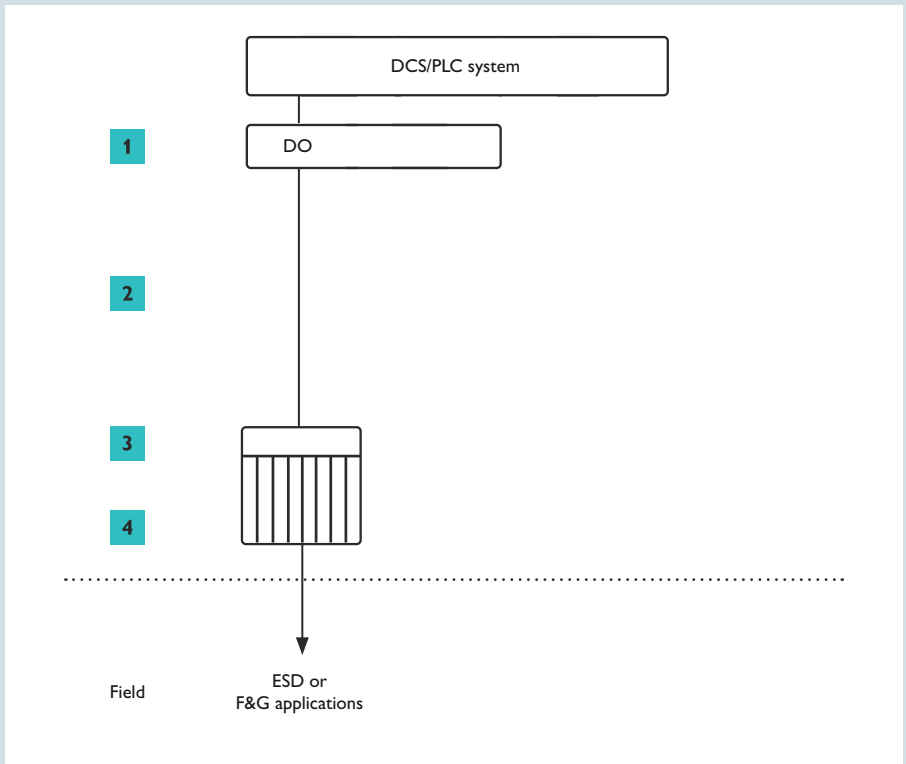 DCS/PLC system
1
DO
2
3
4
Field
ESD or
F&G applications